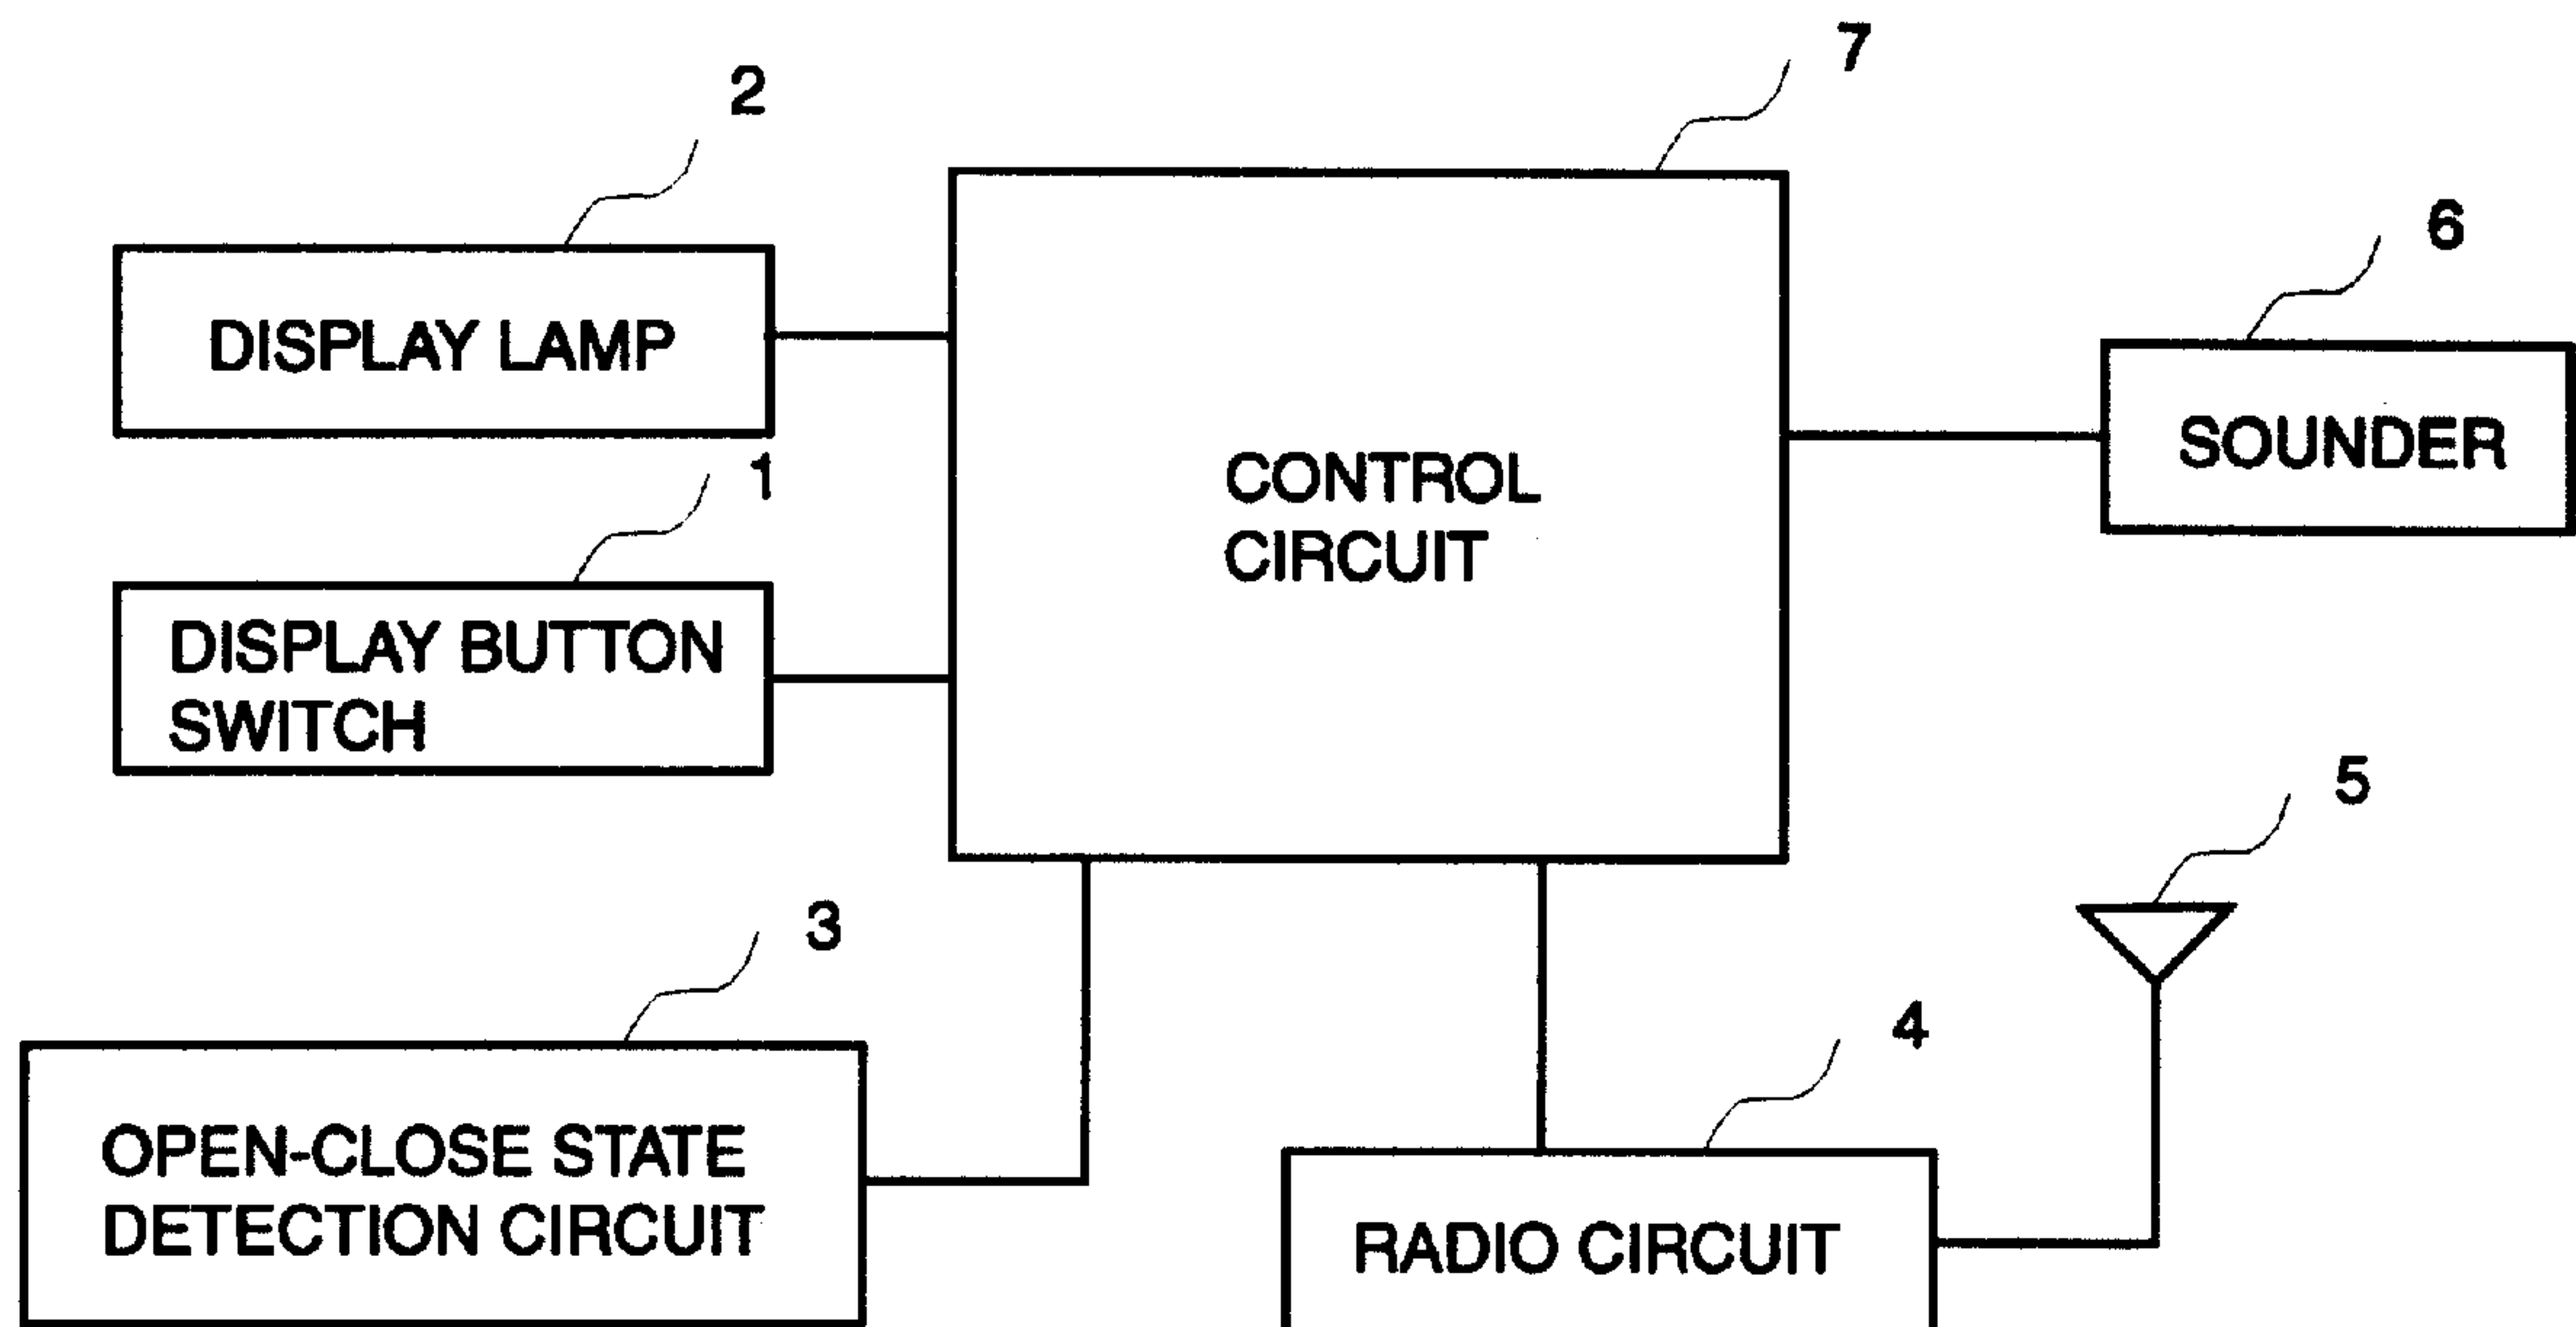 7
2
6
DISPLAY LAMP
SOUNDER
CONTROL
CIRCUIT
1
DISPLAY BUTTON
SWITCH
5
3
4
OPEN-CLOSE STATE
DETECTION CIRCUIT
RADIO CIRCUIT